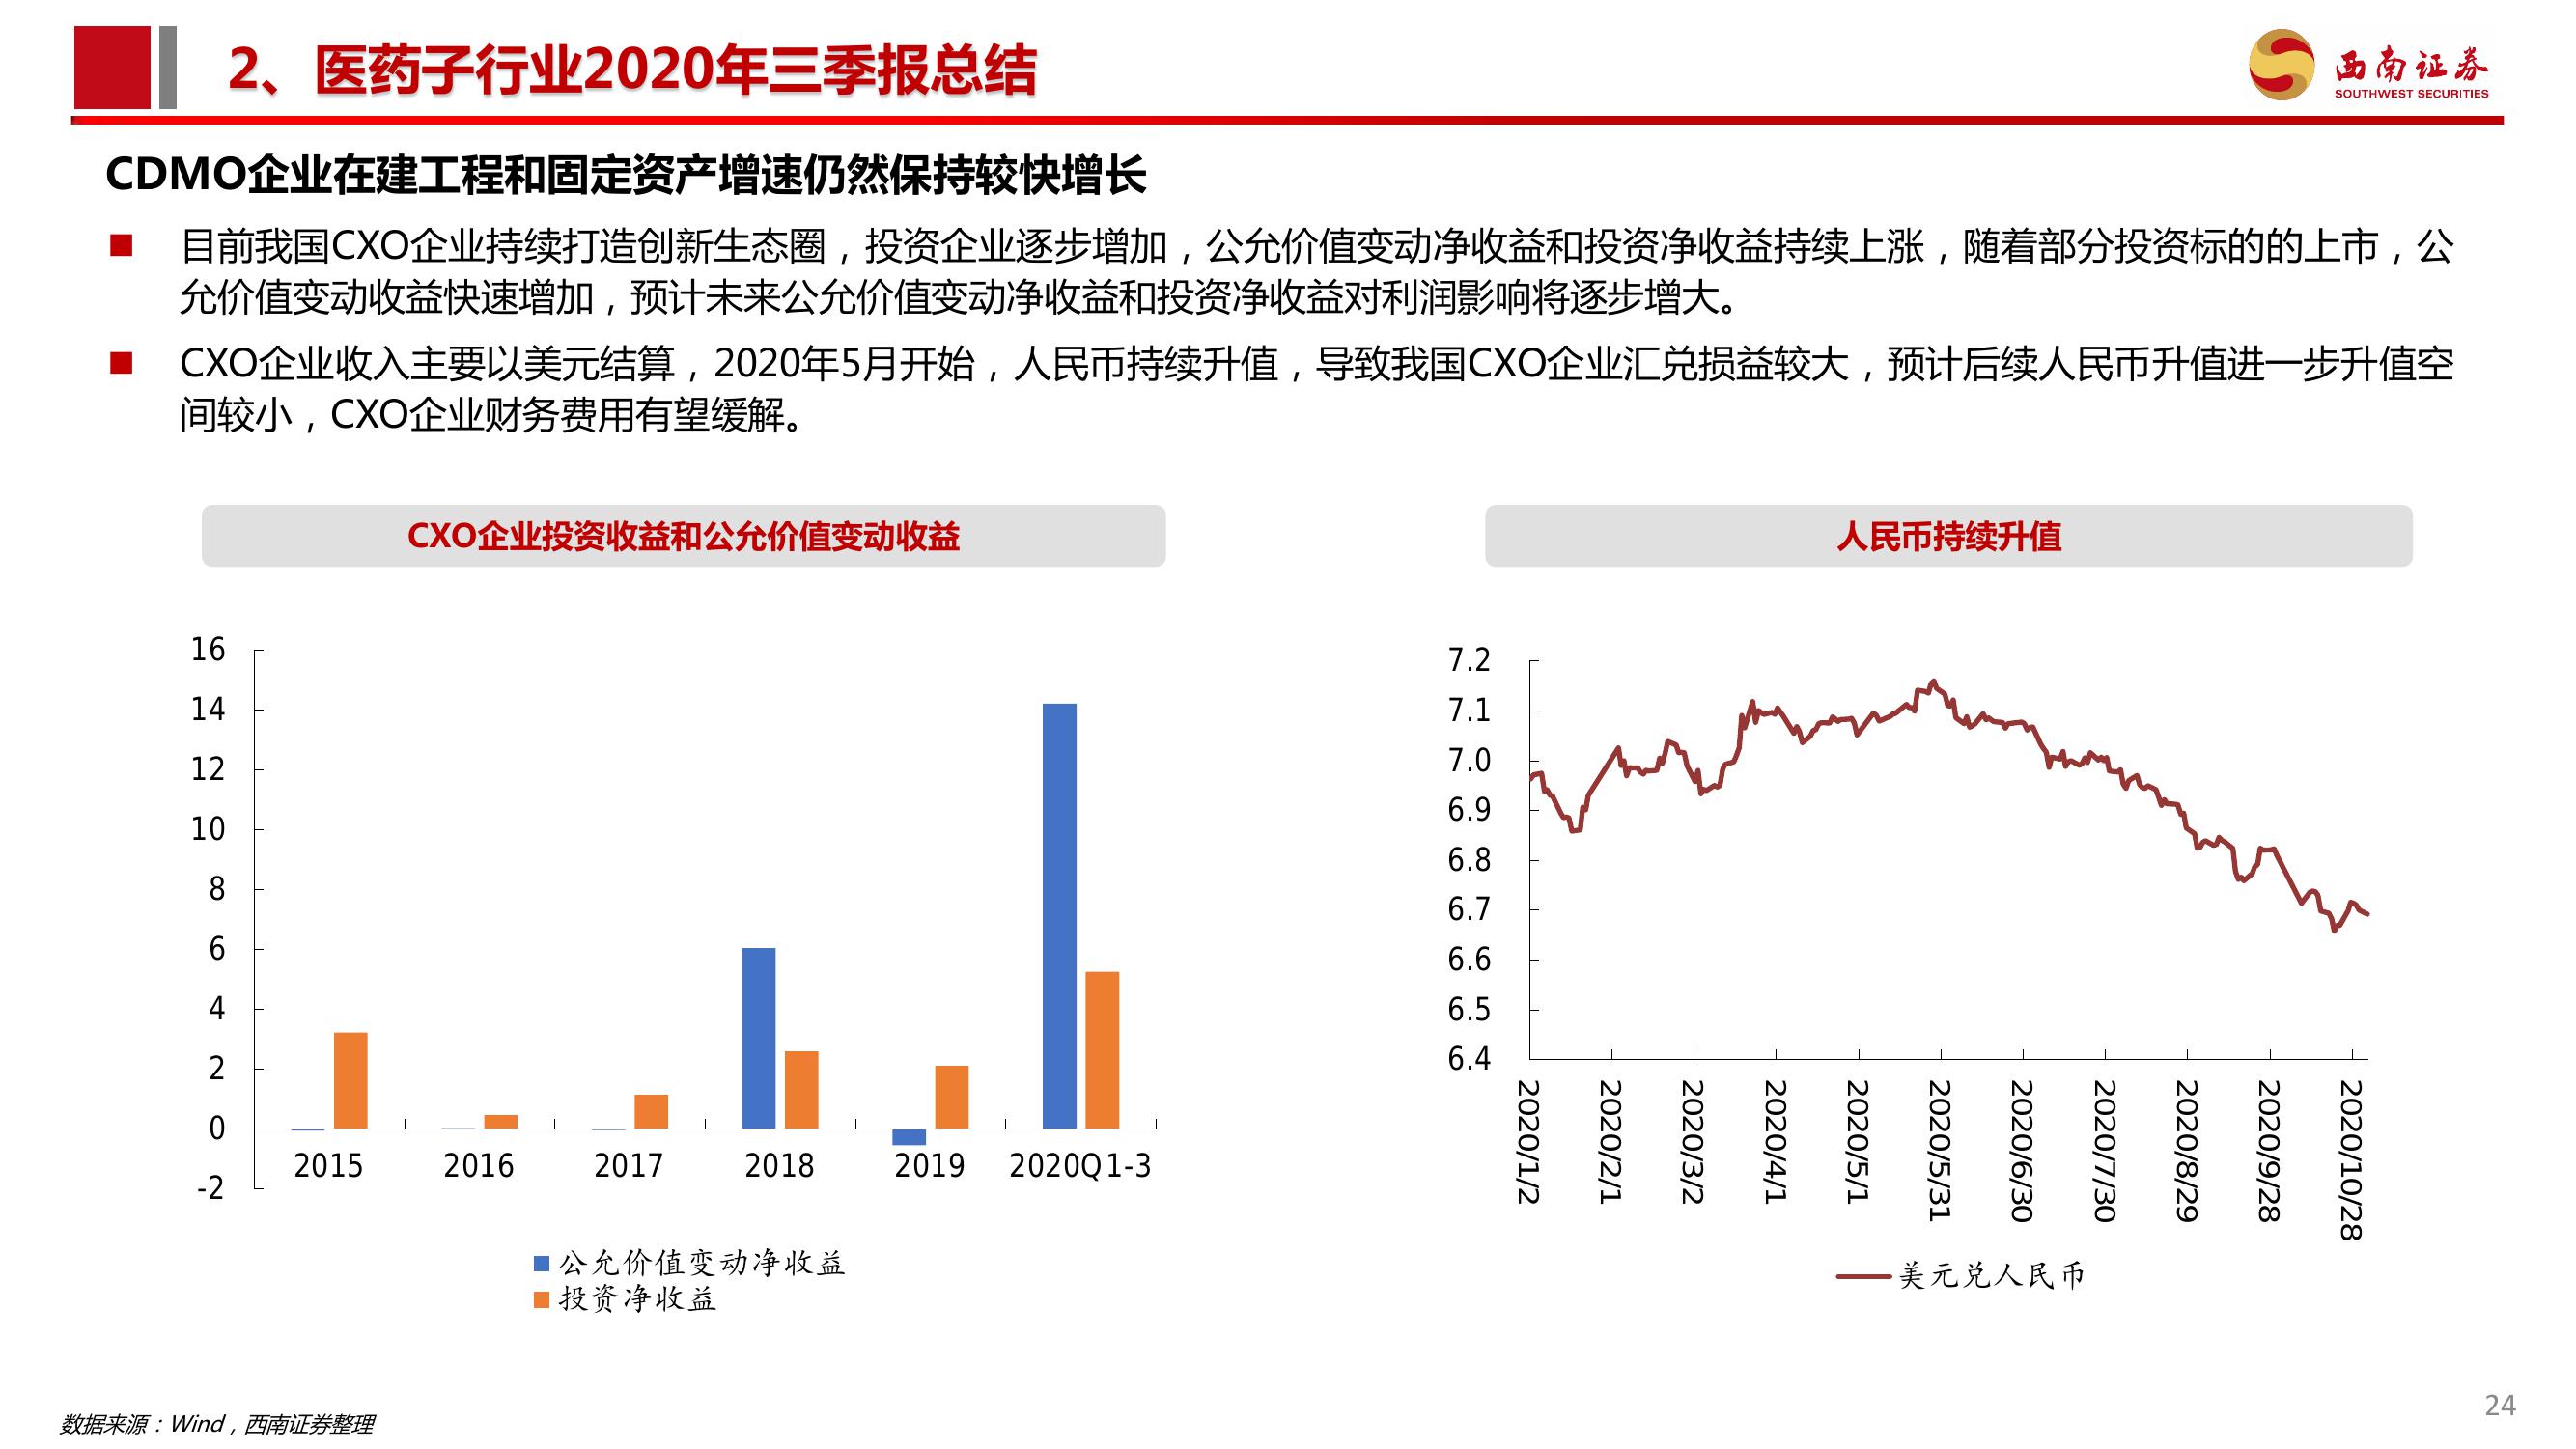 2、医药子行业2020年三季报总结
西南证券
SOUTHWEST SECURITIES
CDMO企业在建工程和固定资产增速仍然保持较快增长
目前我国CXO企业持续打造创新生态圈，投资企业逐步增加，公允价值变动净收益和投资净收益持续上涨，随着部分投资标的的上市，公
允价值变动收益快速增加，预计未来公允价值变动净收益和投资净收益对利润影响将逐步增大。
CXO企业收入主要以美元结算，2020年5月开始，人民币持续升值，导致我国CXO企业汇兑损益较大，预计后续人民币升值进一步升值空
间较小，CXO企业财务费用有望缓解。
CXO企业投资收益和公允价值变动收益
16
14
12
10
8
6
4
2
0
-2
2015 2016 2017 2018 2019 2020Q1-3
公允价值变动净收益
投资净收益
人民币持续升值
7.2
7.1
7.0
6.9
6.8
6.7
6.6
6.5
6.4
2020/1/2
2020/2/1
2020/3/2
2020/4/1
2020/5/1
2020/5/31
2020/6/30
2020/7/30
2020/8/29
2020/9/28
2020/10/28
美元兑人民币
数据来源：Wind，西南证券整理
24